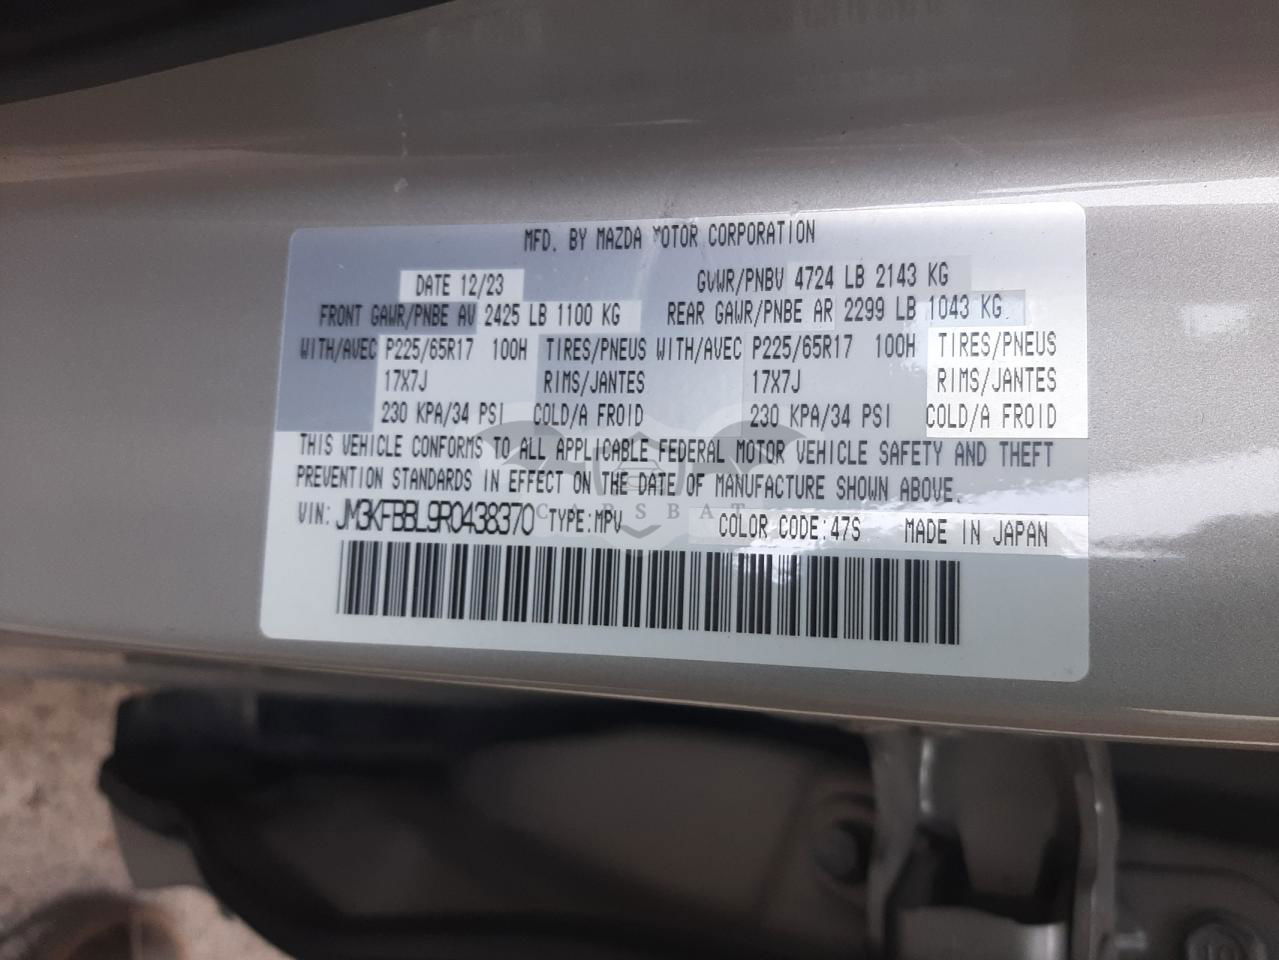 MFD. BY MAZDA MOTOR CORPORATION
DATE 12/23 GVWR/PNBV 4724 LB 2143 KG
FRONT GAWR/PNBE AV 2425 LB 1100 KG REAR GAWR/PNBE AR 2299 LB 1043 KG
WITH/AVEC P225/65R17 100H TIRES/PNEUS WITH/AVEC P225/65R17 100H TIRES/PNEUS
17X7J RIMS/JANTES 17X7J RIMS/JANTES
230 KPA/34 PSI COLD/A FROID 230 KPA/34 PSI COLD/A FROID
THIS VEHICLE CONFORMS TO ALL APPLICABLE FEDERAL MOTOR VEHICLE SAFETY AND THEFT
PREVENTION STANDARDS IN EFFECT ON THE DATE OF MANUFACTURE SHOWN ABOVE.
VIN: JM3KFBBL9R0438370 TYPE:MPV COLOR CODE:47S MADE IN JAPAN
CARSBAT
10